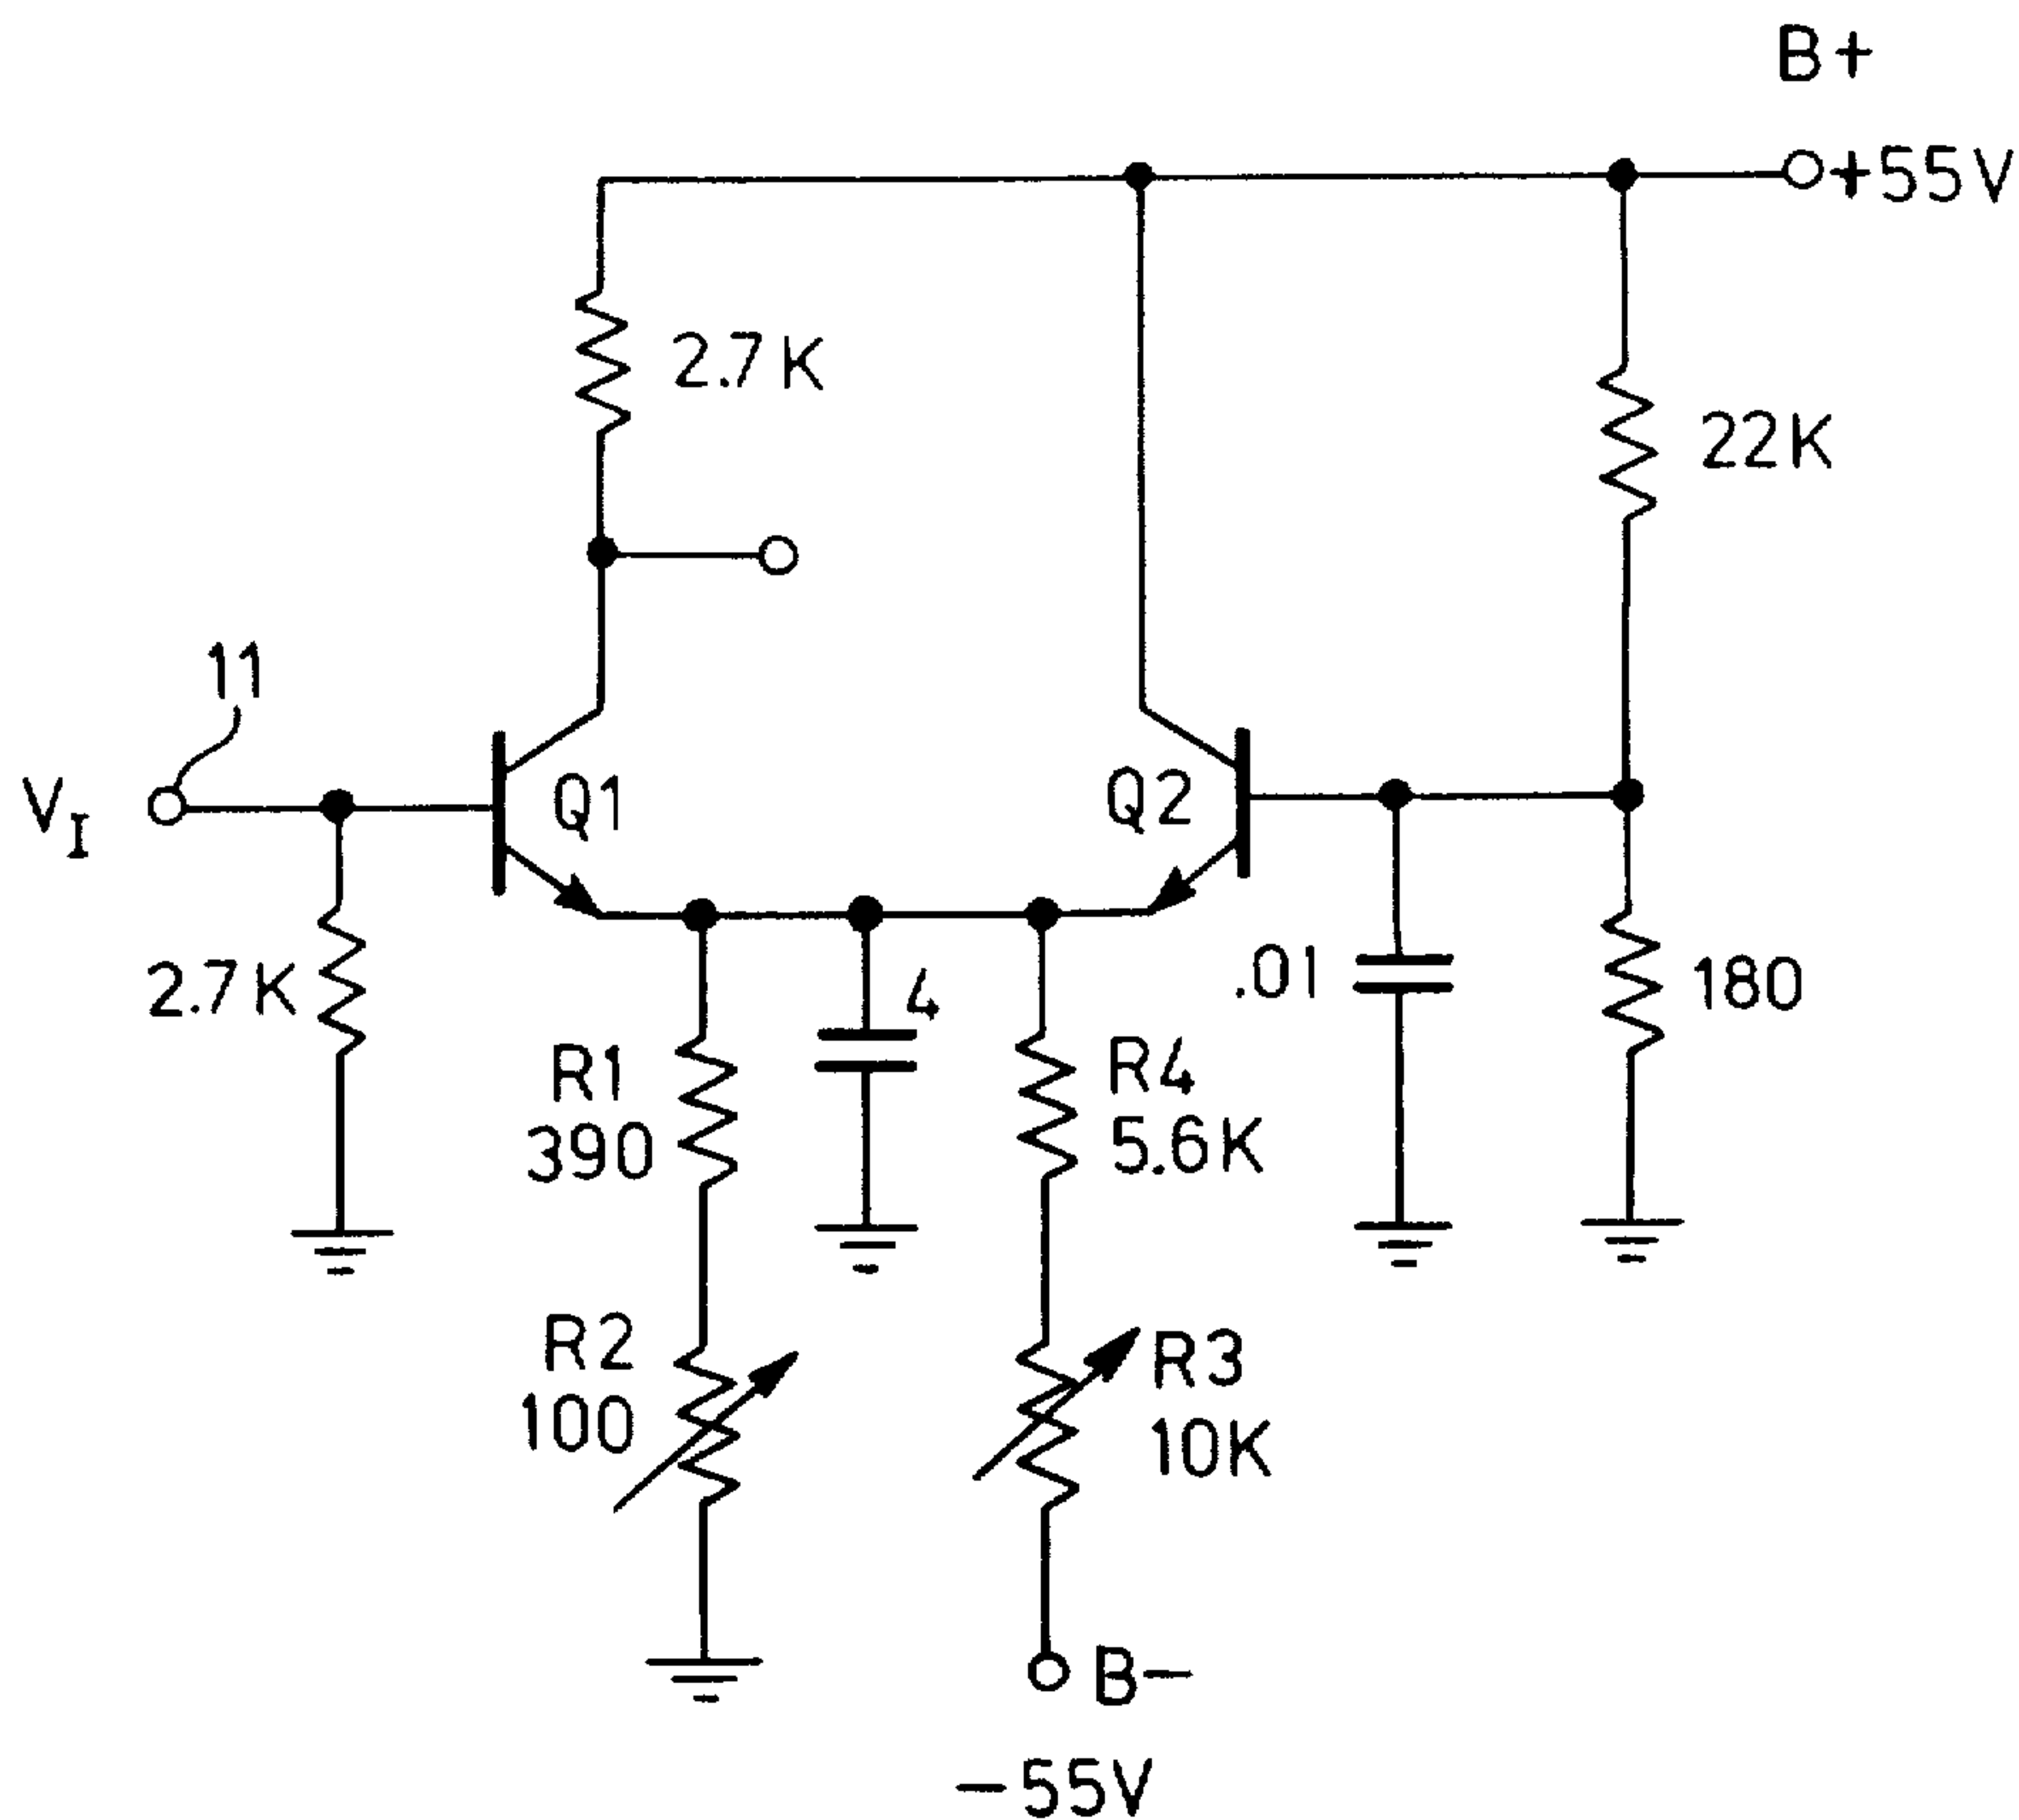 B+
+55V
2.7K
22K
11
VI
Q1
Q2
2.7K
4
.01
180
R1
390
R4
5.6K
R2
100
R3
10K
B−
−55V